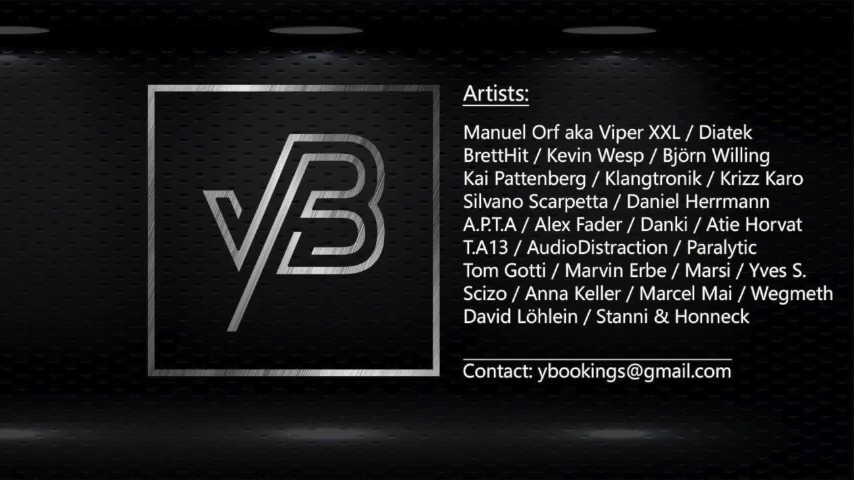 YB
Artists:
Manuel Orf aka Viper XXL / Diatek
BrettHit / Kevin Wesp / Björn Willing
Kai Pattenberg / Klangtronik / Krizz Karo
Silvano Scarpetta / Daniel Herrmann
A.P.T.A / Alex Fader / Danki / Atie Horvat
T.A13 / AudioDistraction / Paralytic
Tom Gotti / Marvin Erbe / Marsi / Yves S.
Scizo / Anna Keller / Marcel Mai / Wegmeth
David Löhlein / Stanni & Honneck
Contact: ybookings@gmail.com